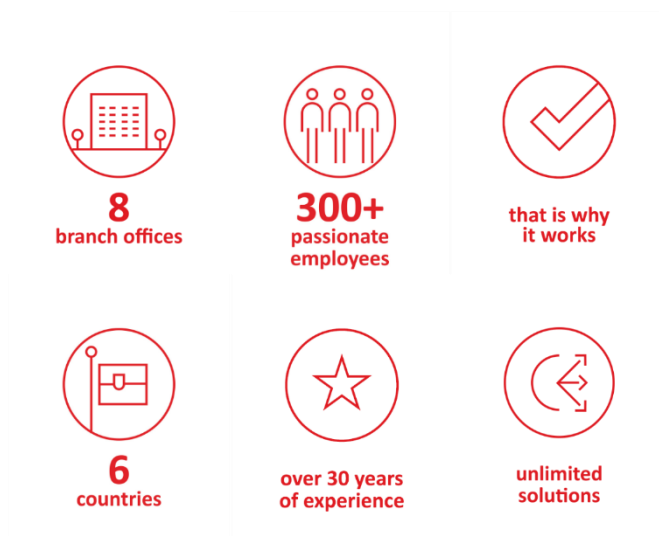 8
branch offices
300+
passionate
employees
that is why
it works
6
countries
over 30 years
of experience
unlimited
solutions